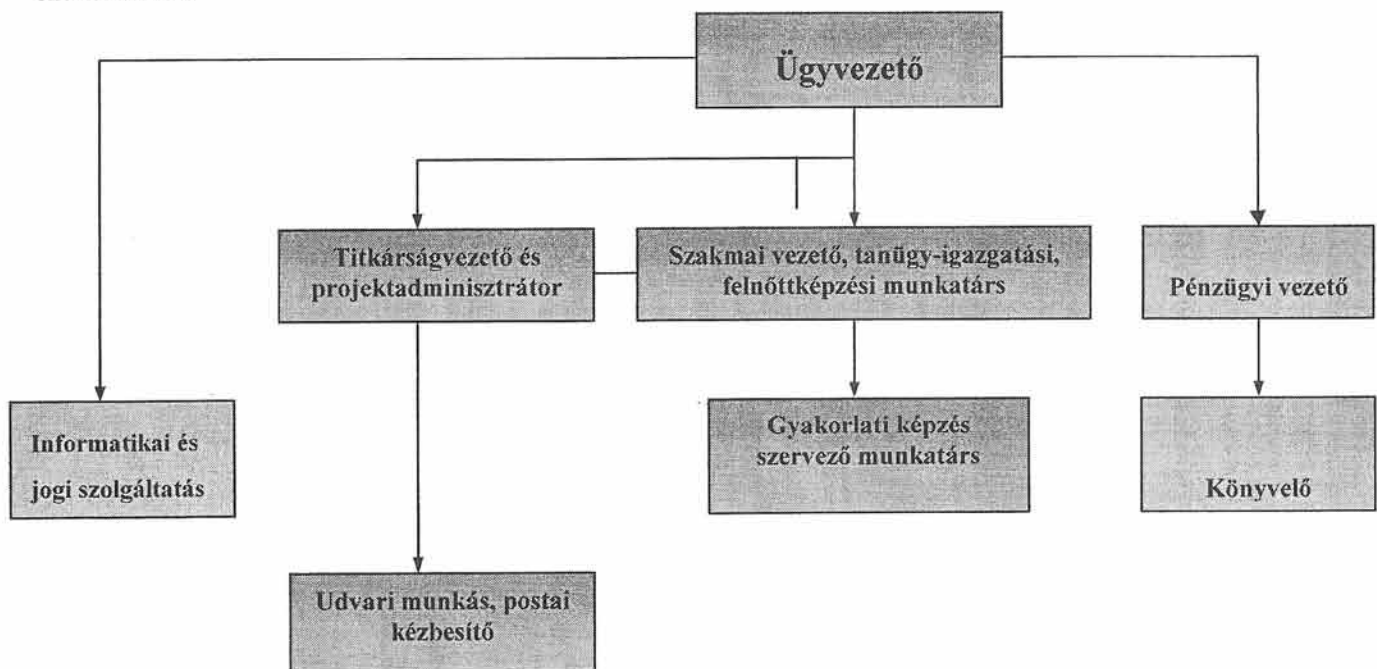 Ügyvezető
Titkárságvezető és
projektadminisztrátor
Szakmai vezető, tanügy-igazgatási,
felnőttképzési munkatárs
Pénzügyi vezető
Informatikai és
jogi szolgáltatás
Gyakorlati képzés
szervező munkatárs
Könyvelő
Udvari munkás, postai
kézbesítő